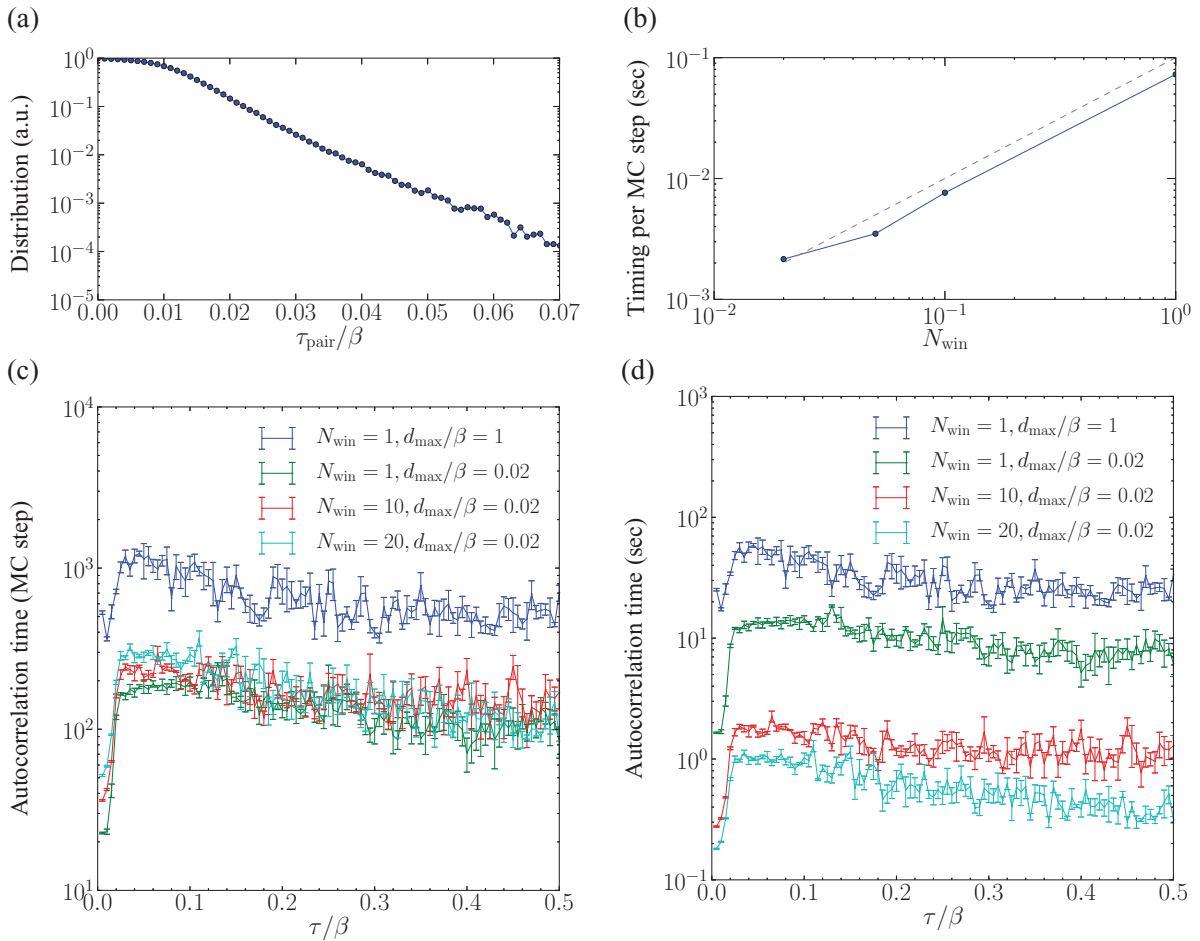 (a)
(b)
Distribution (a.u.)
10^0
10^-1
10^-2
10^-3
10^-4
10^-5
0.00 0.01 0.02 0.03 0.04 0.05 0.06 0.07
τ_pair/β
Timing per MC step (sec)
10^-1
10^-2
10^-3
10^-2 10^-1 10^0
N_win
(c)
(d)
Autocorrelation time (MC step)
10^4
10^3
10^2
10^1
N_win = 1, d_max/β = 1
N_win = 1, d_max/β = 0.02
N_win = 10, d_max/β = 0.02
N_win = 20, d_max/β = 0.02
0.0 0.1 0.2 0.3 0.4 0.5
τ/β
Autocorrelation time (sec)
10^3
10^2
10^1
10^0
10^-1
N_win = 1, d_max/β = 1
N_win = 1, d_max/β = 0.02
N_win = 10, d_max/β = 0.02
N_win = 20, d_max/β = 0.02
0.0 0.1 0.2 0.3 0.4 0.5
τ/β